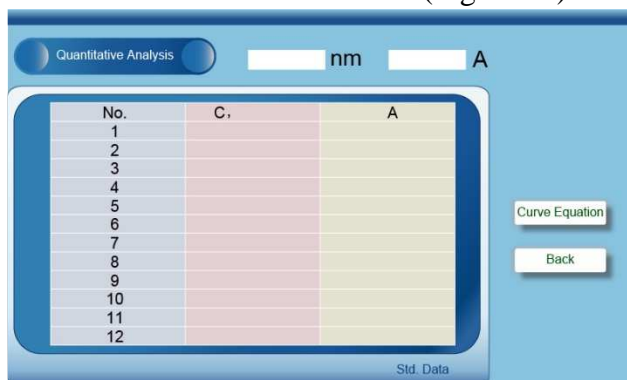 Quantitative Analysis nm A
No. C, A
1
2
3
4
5
6
7
8
9
10
11
12
Curve Equation
Back
Std. Data